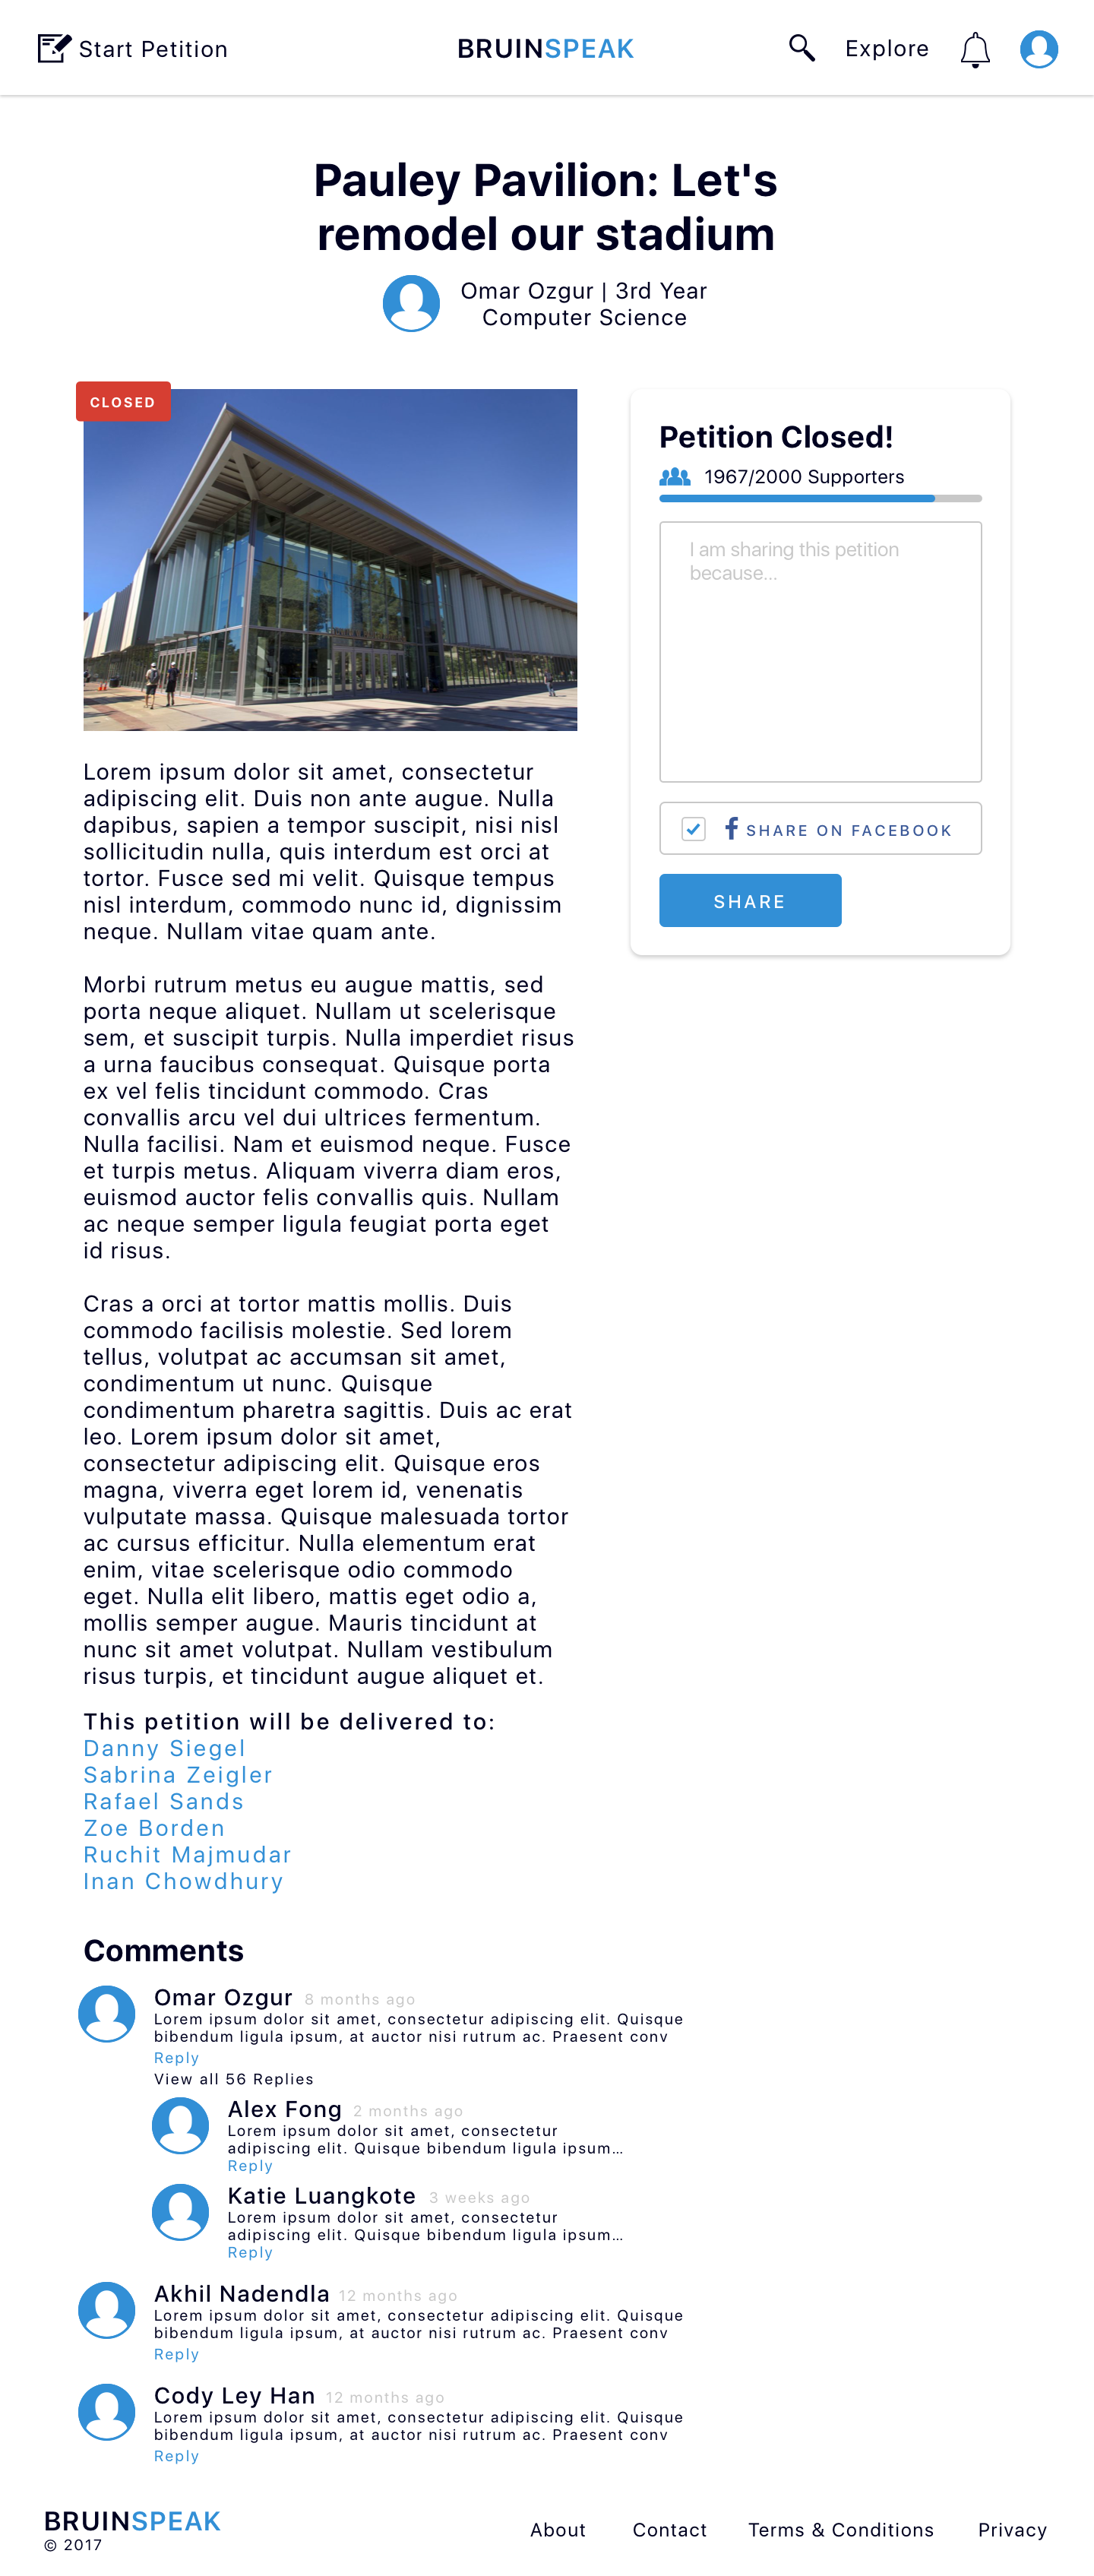 Start Petition
BRUINSPEAK
Explore
Pauley Pavilion: Let's
remodel our stadium
Omar Ozgur | 3rd Year
Computer Science
CLOSED
Lorem ipsum dolor sit amet, consectetur
adipiscing elit. Duis non ante augue. Nulla
dapibus, sapien a tempor suscipit, nisi nisl
sollicitudin nulla, quis interdum est orci at
tortor. Fusce sed mi velit. Quisque tempus
nisl interdum, commodo nunc id, dignissim
neque. Nullam vitae quam ante.
Morbi rutrum metus eu augue mattis, sed
porta neque aliquet. Nullam ut scelerisque
sem, et suscipit turpis. Nulla imperdiet risus
a urna faucibus consequat. Quisque porta
ex vel felis tincidunt commodo. Cras
convallis arcu vel dui ultrices fermentum.
Nulla facilisi. Nam et euismod neque. Fusce
et turpis metus. Aliquam viverra diam eros,
euismod auctor felis convallis quis. Nullam
ac neque semper ligula feugiat porta eget
id risus.
Cras a orci at tortor mattis mollis. Duis
commodo facilisis molestie. Sed lorem
tellus, volutpat ac accumsan sit amet,
condimentum ut nunc. Quisque
condimentum pharetra sagittis. Duis ac erat
leo. Lorem ipsum dolor sit amet,
consectetur adipiscing elit. Quisque eros
magna, viverra eget lorem id, venenatis
vulputate massa. Quisque malesuada tortor
ac cursus efficitur. Nulla elementum erat
enim, vitae scelerisque odio commodo
eget. Nulla elit libero, mattis eget odio a,
mollis semper augue. Mauris tincidunt at
nunc sit amet volutpat. Nullam vestibulum
risus turpis, et tincidunt augue aliquet et.
This petition will be delivered to:
Danny Siegel
Sabrina Zeigler
Rafael Sands
Zoe Borden
Ruchit Majmudar
Inan Chowdhury
Petition Closed!
1967/2000 Supporters
I am sharing this petition
because...
SHARE ON FACEBOOK
SHARE
Comments
Omar Ozgur 8 months ago
Lorem ipsum dolor sit amet, consectetur adipiscing elit. Quisque
bibendum ligula ipsum, at auctor nisi rutrum ac. Praesent conv
Reply
View all 56 Replies
Alex Fong 2 months ago
Lorem ipsum dolor sit amet, consectetur
adipiscing elit. Quisque bibendum ligula ipsum...
Reply
Katie Luangkote 3 weeks ago
Lorem ipsum dolor sit amet, consectetur
adipiscing elit. Quisque bibendum ligula ipsum...
Reply
Akhil Nadendla 12 months ago
Lorem ipsum dolor sit amet, consectetur adipiscing elit. Quisque
bibendum ligula ipsum, at auctor nisi rutrum ac. Praesent conv
Reply
Cody Ley Han 12 months ago
Lorem ipsum dolor sit amet, consectetur adipiscing elit. Quisque
bibendum ligula ipsum, at auctor nisi rutrum ac. Praesent conv
Reply
BRUINSPEAK
© 2017
About
Contact
Terms & Conditions
Privacy